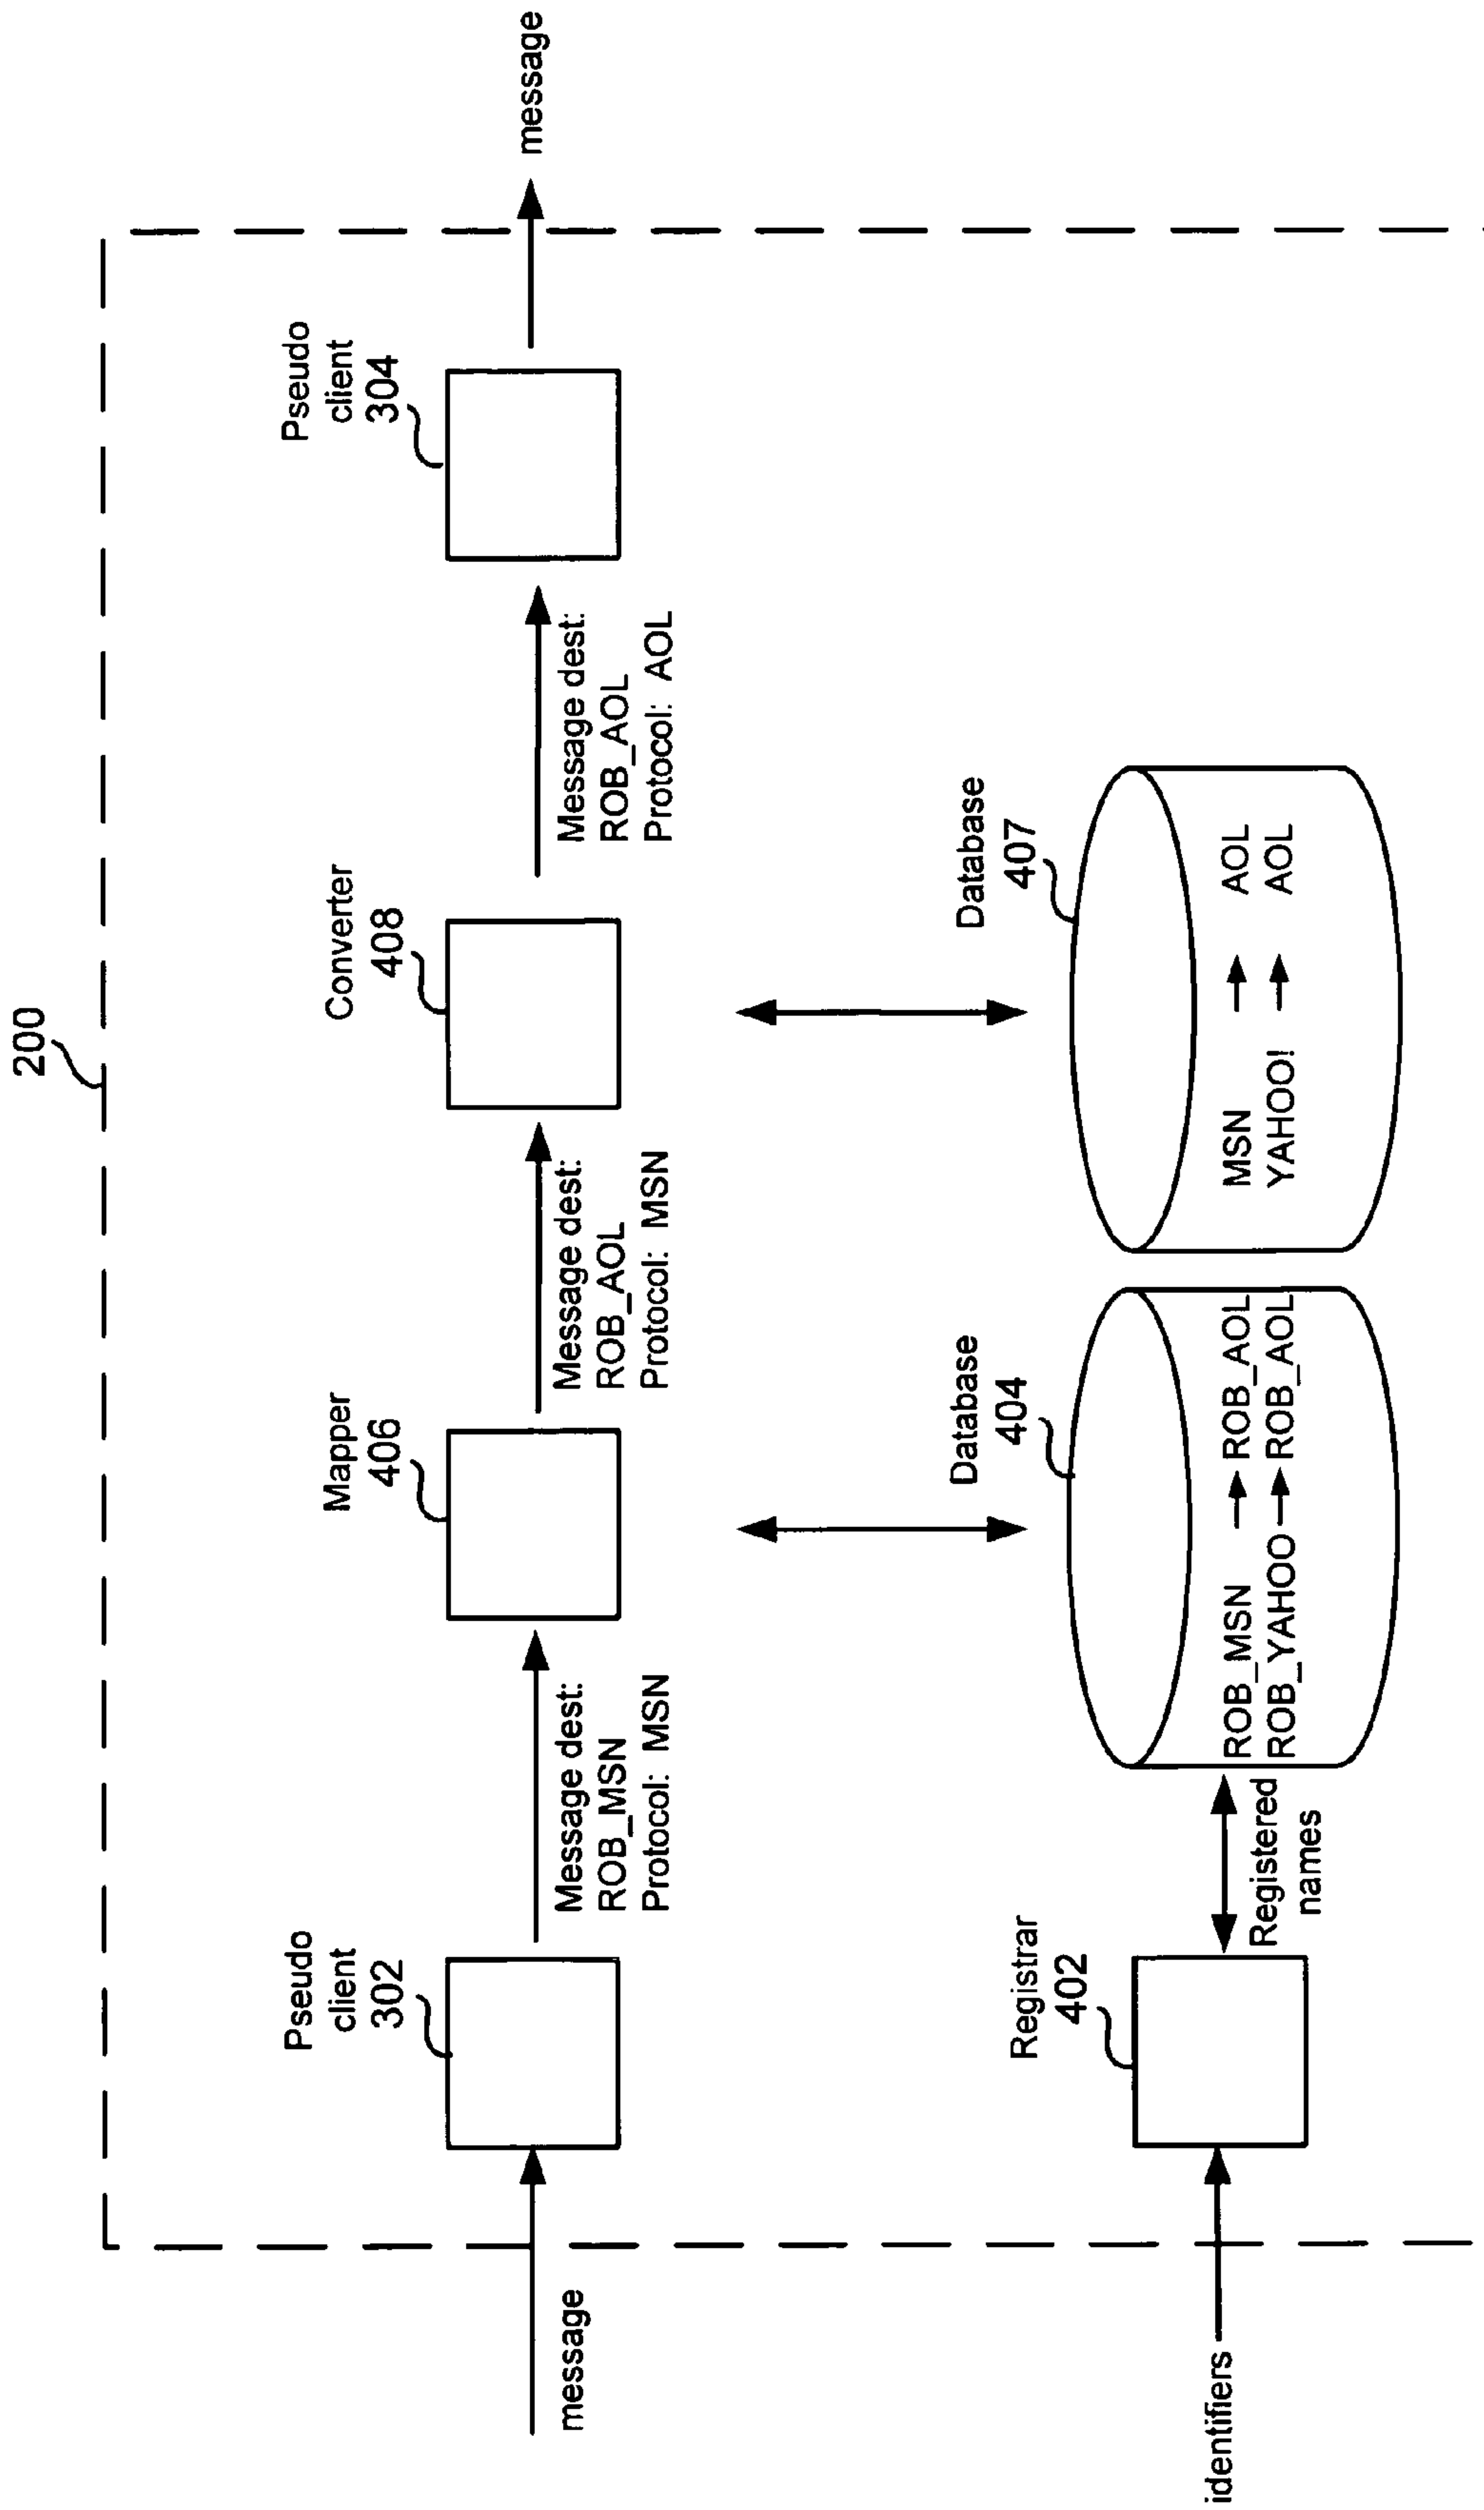 200
Pseudo
client
302
Mapper
406
Converter
408
Pseudo
client
304
message
Message dest:
ROB_MSN
Protocol: MSN
Message dest:
ROB_AOL
Protocol: MSN
Message dest:
ROB_AOL
Protocol: AOL
message
Registrar
402
Database
404
Database
407
identifiers
Registered
names
ROB_MSN → ROB_AOL
ROB_YAHOO → ROB_AOL
MSN → AOL
YAHOO! → AOL